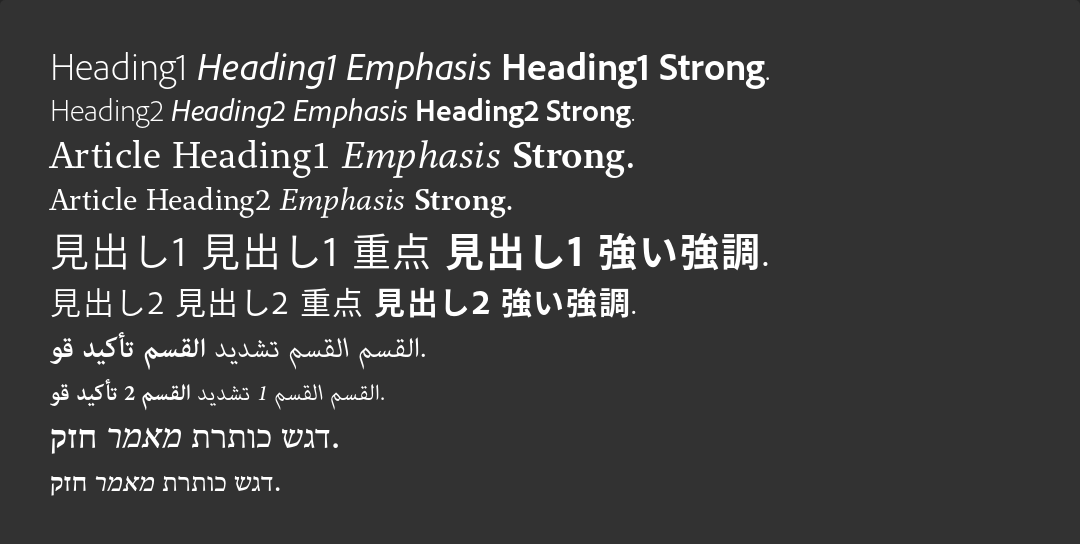 Heading1 Heading1 Emphasis Heading1 Strong.
Heading2 Heading2 Emphasis Heading2 Strong.
Article Heading1 Emphasis Strong.
Article Heading2 Emphasis Strong.
見出し1 見出し1 重点 見出し1 強い強調.
見出し2 見出し2 重点 見出し2 強い強調.
القسم القسم تشديد القسم تأكيد قو.
القسم القسم 1 تشديد القسم 2 تأكيد قو.
דגש כותרת מאמר חזק.
דגש כותרת מאמר חזק.